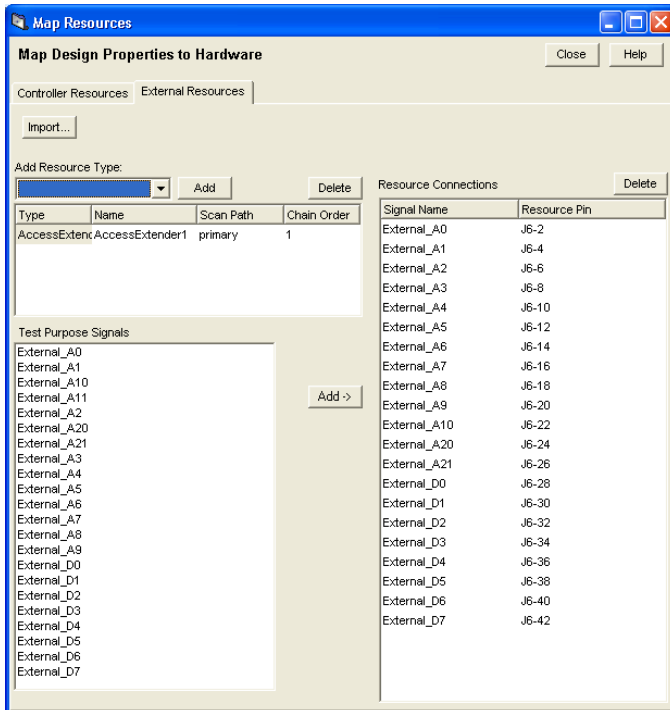 Map Resources
Map Design Properties to Hardware
Close
Help
Controller Resources
External Resources
Import...
Add Resource Type:
Add
Delete
Type Name Scan Path Chain Order
AccessExtenc AccessExtender1 primary 1
Test Purpose Signals
External_A0
External_A1
External_A10
External_A11
External_A2
External_A20
External_A21
External_A3
External_A4
External_A5
External_A6
External_A7
External_A8
External_A9
External_D0
External_D1
External_D2
External_D3
External_D4
External_D5
External_D6
External_D7
Add ->
Resource Connections
Delete
Signal Name Resource Pin
External_A0 J6-2
External_A1 J6-4
External_A2 J6-6
External_A3 J6-8
External_A4 J6-10
External_A5 J6-12
External_A6 J6-14
External_A7 J6-16
External_A8 J6-18
External_A9 J6-20
External_A10 J6-22
External_A20 J6-24
External_A21 J6-26
External_D0 J6-28
External_D1 J6-30
External_D2 J6-32
External_D3 J6-34
External_D4 J6-36
External_D5 J6-38
External_D6 J6-40
External_D7 J6-42